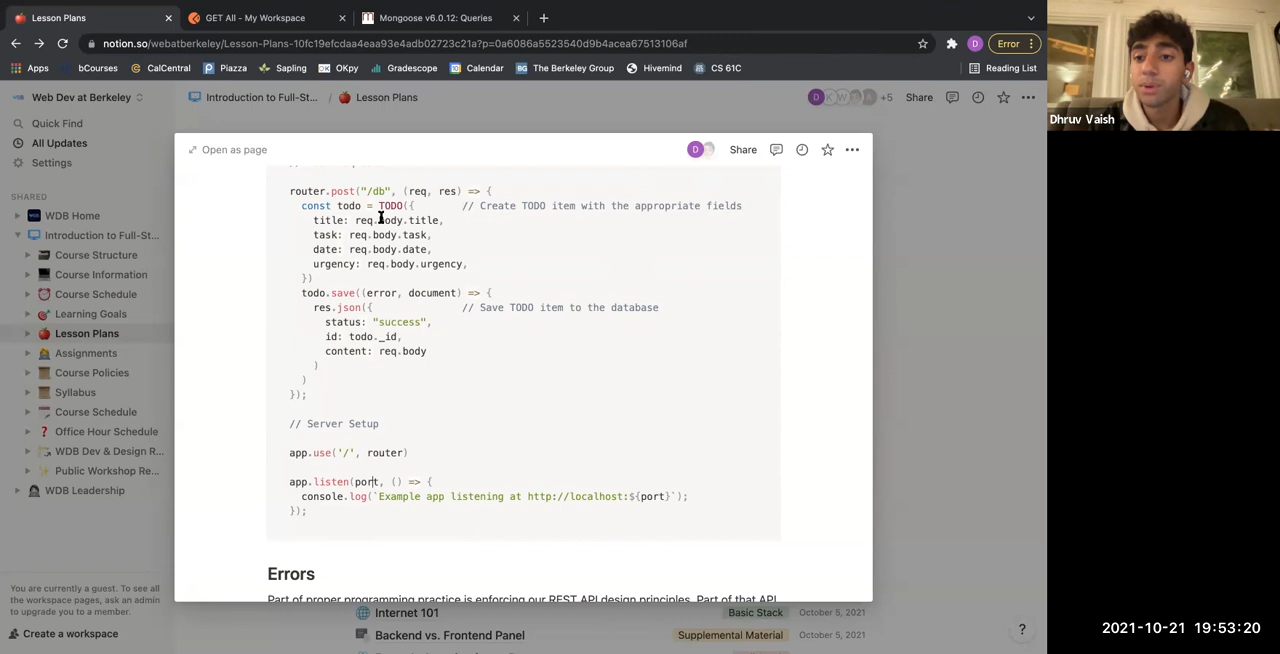 Lesson Plans
GET All - My Workspace
Mongoose v6.0.12: Queries
notion.so/webatberkeley/Lesson-Plans-10fc19efcdaa4eaa93e4adb02723c21a?p=0a6086a5523540d9b4acea67513106af
D
Error
Apps
bCourses
CalCentral
Piazza
Sapling
OKpy
Gradescope
Calendar
The Berkeley Group
Hivemind
CS 61C
Reading List
Dhruv Vaish
Web Dev at Berkeley
Introduction to Full-St... / Lesson Plans
D K W A +5 Share
Quick Find
All Updates
Settings
SHARED
WDB Home
Introduction to Full-St...
Course Structure
Course Information
Course Schedule
Learning Goals
Lesson Plans
Assignments
Course Policies
Syllabus
Course Schedule
Office Hour Schedule
WDB Dev & Design R...
Public Workshop Re...
WDB Leadership
You are currently a guest. To see all
the workspace pages, ask an admin
to upgrade you to a member.
Create a workspace
Open as page
D Share
router.post("/db", (req, res) => {
const todo = TODO({ // Create TODO item with the appropriate fields
title: req.body.title,
task: req.body.task,
date: req.body.date,
urgency: req.body.urgency,
})
todo.save((error, document) => {
res.json({ // Save TODO item to the database
status: "success",
id: todo._id,
content: req.body
)
)
});
// Server Setup
app.use('/', router)
app.listen(port, () => {
console.log(`Example app listening at http://localhost:${port}`);
});
Errors
Part of proper programming practice is enforcing our REST API design principles. Part of that API
Internet 101 Basic Stack October 5, 2021
Backend vs. Frontend Panel Supplemental Material October 5, 2021
?
2021-10-21 19:53:20